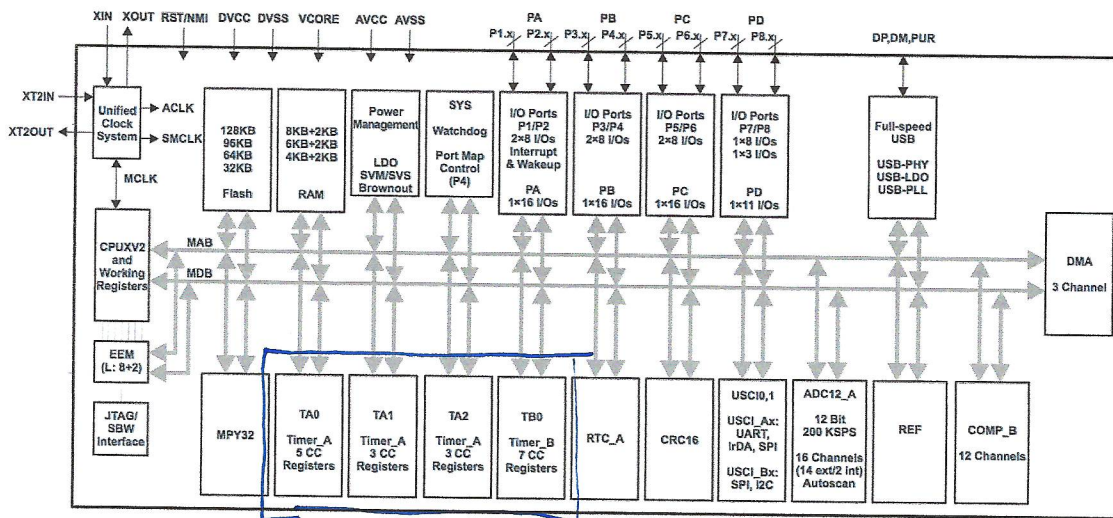 XIN XOUT RST/NMI DVCC DVSS VCORE AVCC AVSS
PA PB PC PD
P1.x P2.x P3.x P4.x P5.x P6.x P7.x P8.x
DP,DM,PUR
XT2IN
XT2OUT
Unified
Clock
System
ACLK
SMCLK
MCLK
128KB
96KB
64KB
32KB
Flash
8KB+2KB
6KB+2KB
4KB+2KB
RAM
Power
Management
LDO
SVM/SVS
Brownout
SYS
Watchdog
Port Map
Control
(P4)
I/O Ports
P1/P2
2×8 I/Os
Interrupt
& Wakeup
PA
1×16 I/Os
I/O Ports
P3/P4
2×8 I/Os
PB
1×16 I/Os
I/O Ports
P5/P6
2×8 I/Os
PC
1×16 I/Os
I/O Ports
P7/P8
1×8 I/Os
1×3 I/Os
PD
1×11 I/Os
Full-speed
USB
USB-PHY
USB-LDO
USB-PLL
CPUXV2
and
Working
Registers
MAB
MDB
DMA
3 Channel
EEM
(L: 8+2)
JTAG/
SBW
Interface
MPY32
TA0
Timer_A
5 CC
Registers
TA1
Timer_A
3 CC
Registers
TA2
Timer_A
3 CC
Registers
TB0
Timer_B
7 CC
Registers
RTC_A
CRC16
USCI0,1
USCI_Ax:
UART,
IrDA, SPI
USCI_Bx:
SPI, I2C
ADC12_A
12 Bit
200 KSPS
16 Channels
(14 ext/2 int)
Autoscan
REF
COMP_B
12 Channels